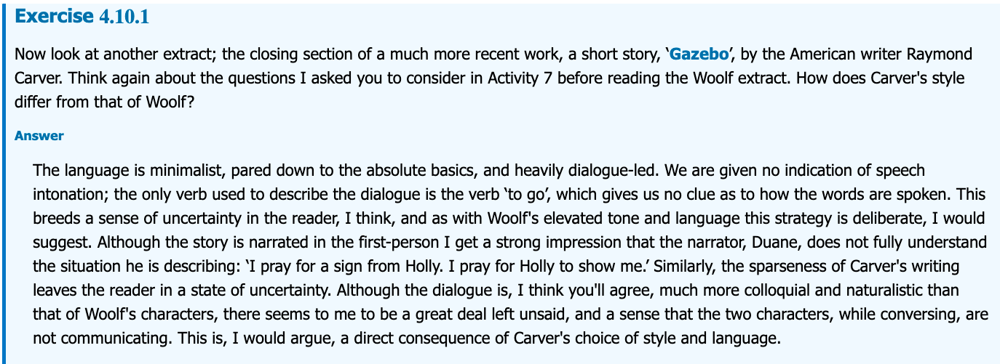 Exercise 4.10.1
Now look at another extract; the closing section of a much more recent work, a short story, ‘Gazebo’, by the American writer Raymond
Carver. Think again about the questions I asked you to consider in Activity 7 before reading the Woolf extract. How does Carver's style
differ from that of Woolf?
Answer
The language is minimalist, pared down to the absolute basics, and heavily dialogue-led. We are given no indication of speech
intonation; the only verb used to describe the dialogue is the verb ‘to go’, which gives us no clue as to how the words are spoken. This
breeds a sense of uncertainty in the reader, I think, and as with Woolf's elevated tone and language this strategy is deliberate, I would
suggest. Although the story is narrated in the first-person I get a strong impression that the narrator, Duane, does not fully understand
the situation he is describing: ‘I pray for a sign from Holly. I pray for Holly to show me.’ Similarly, the sparseness of Carver's writing
leaves the reader in a state of uncertainty. Although the dialogue is, I think you'll agree, much more colloquial and naturalistic than
that of Woolf's characters, there seems to me to be a great deal left unsaid, and a sense that the two characters, while conversing, are
not communicating. This is, I would argue, a direct consequence of Carver's choice of style and language.